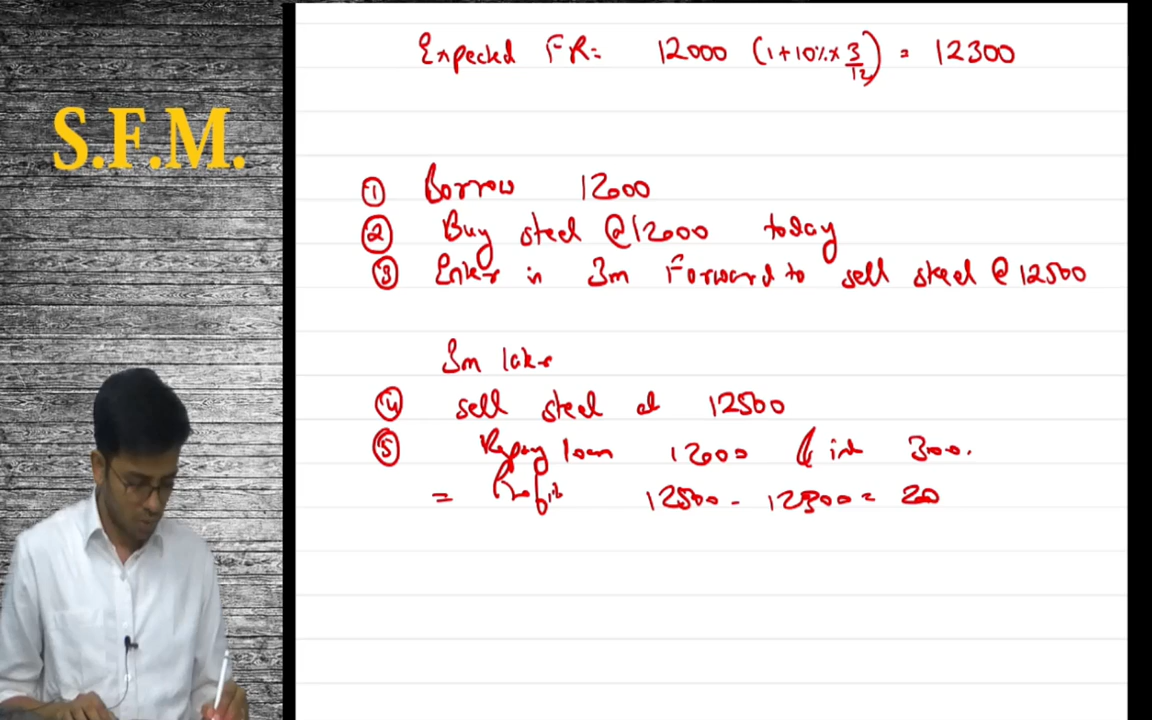 S.F.M.
Expected FR = 12000 (1+10%×3/12) = 12300
① Borrow 12000
② Buy steel @12000 today
③ Enter in 3m Forward to sell steel @ 12500
3m later
④ sell steel at 12500
⑤ Repay loan 12000 & int 300.
= Profit 12500 - 12300 = 200